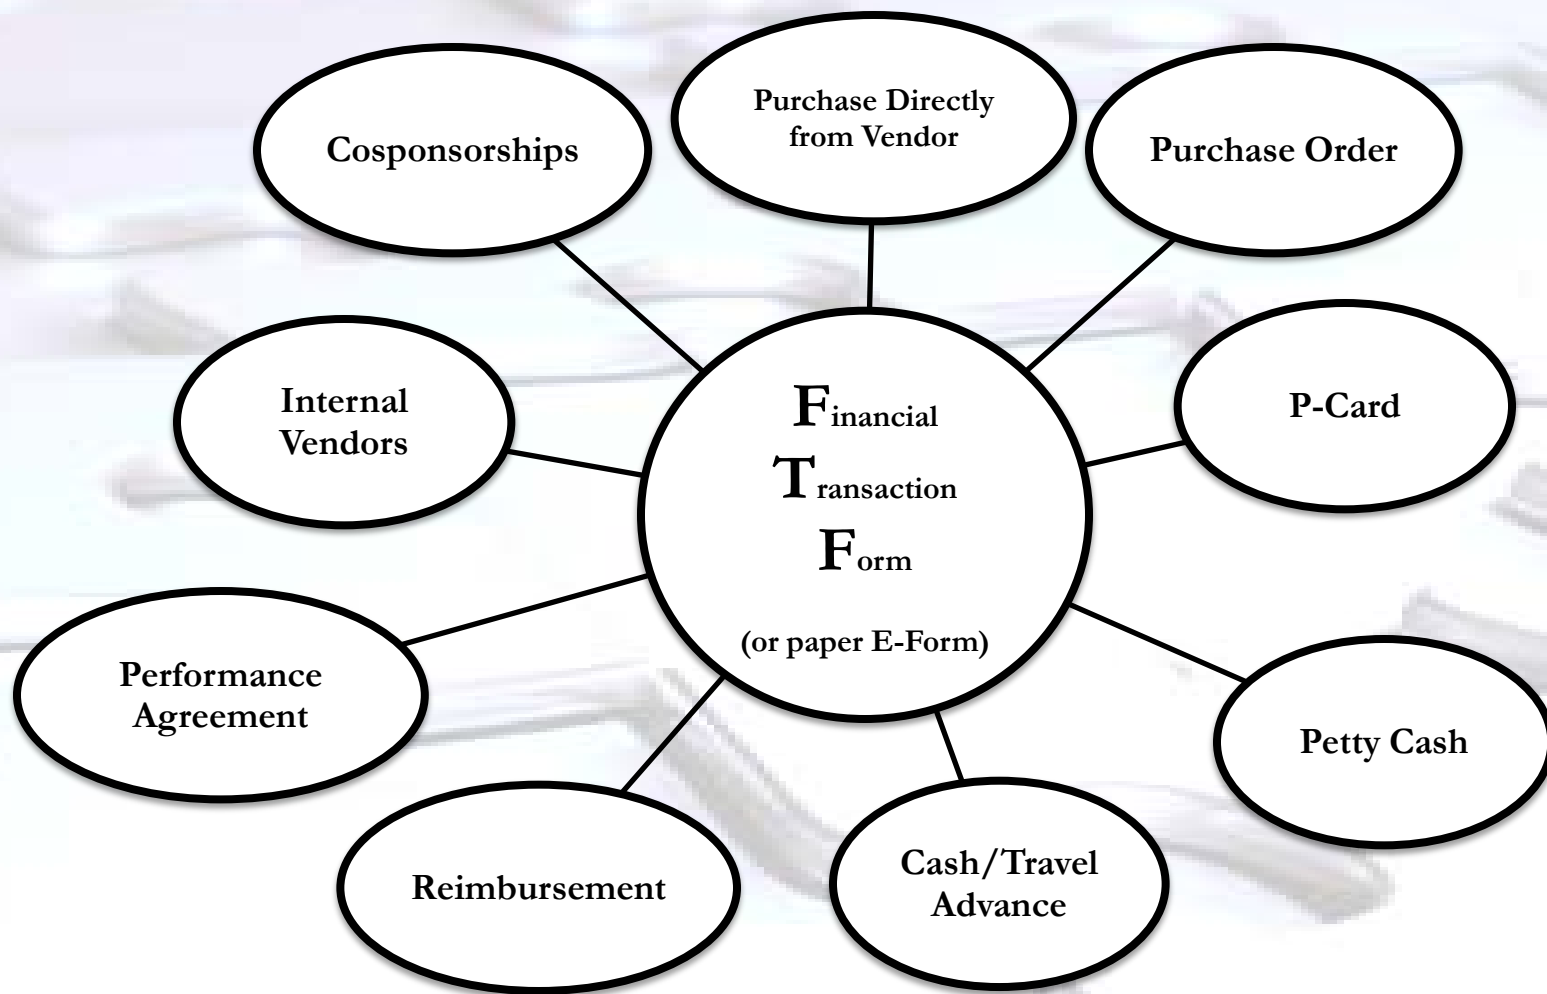 Purchase Directly
from Vendor
Cosponsorships
Purchase Order
Internal
Vendors
Financial
Transaction
Form
(or paper E-Form)
P-Card
Performance
Agreement
Petty Cash
Reimbursement
Cash/Travel
Advance